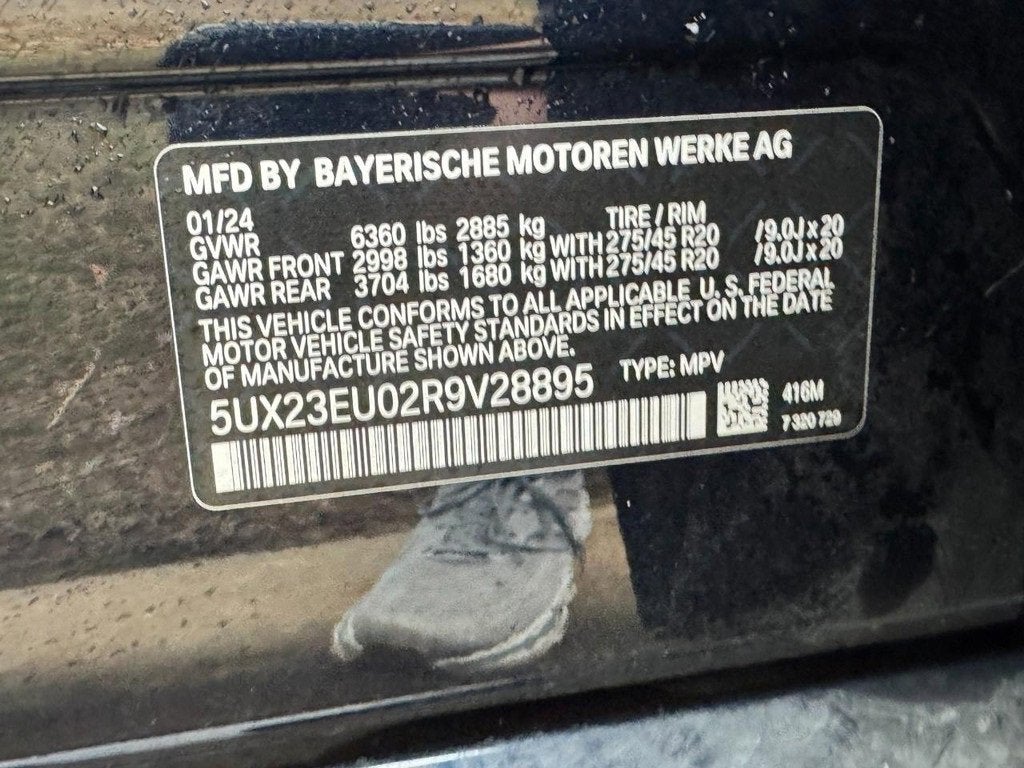 MFD BY BAYERISCHE MOTOREN WERKE AG
01/24 TIRE / RIM
GVWR 6360 lbs 2885 kg
GAWR FRONT 2998 lbs 1360 kg WITH 275/45 R20 /9.0J x 20
GAWR REAR 3704 lbs 1680 kg WITH 275/45 R20 /9.0J x 20
THIS VEHICLE CONFORMS TO ALL APPLICABLE U.S. FEDERAL
MOTOR VEHICLE SAFETY STANDARDS IN EFFECT ON THE DATE
OF MANUFACTURE SHOWN ABOVE.
5UX23EU02R9V28895 TYPE: MPV
416M
7 320 729